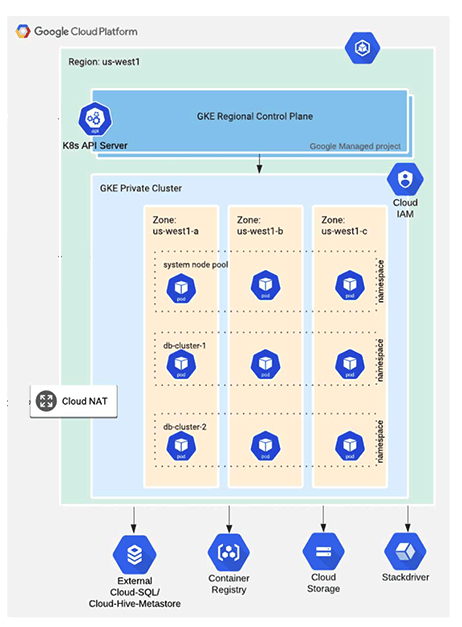 Google Cloud Platform
Region: us-west1
GKE Regional Control Plane
api
K8s API Server
Google Managed project
GKE Private Cluster
Cloud
IAM
Zone:
us-west1-a
Zone:
us-west1-b
Zone:
us-west1-c
system node pool
pod
pod
pod
namespace
db-cluster-1
pod
pod
pod
namespace
Cloud NAT
db-cluster-2
pod
pod
pod
namespace
External
Cloud-SQL/
Cloud-Hive-Metastore
Container
Registry
Cloud
Storage
Stackdriver